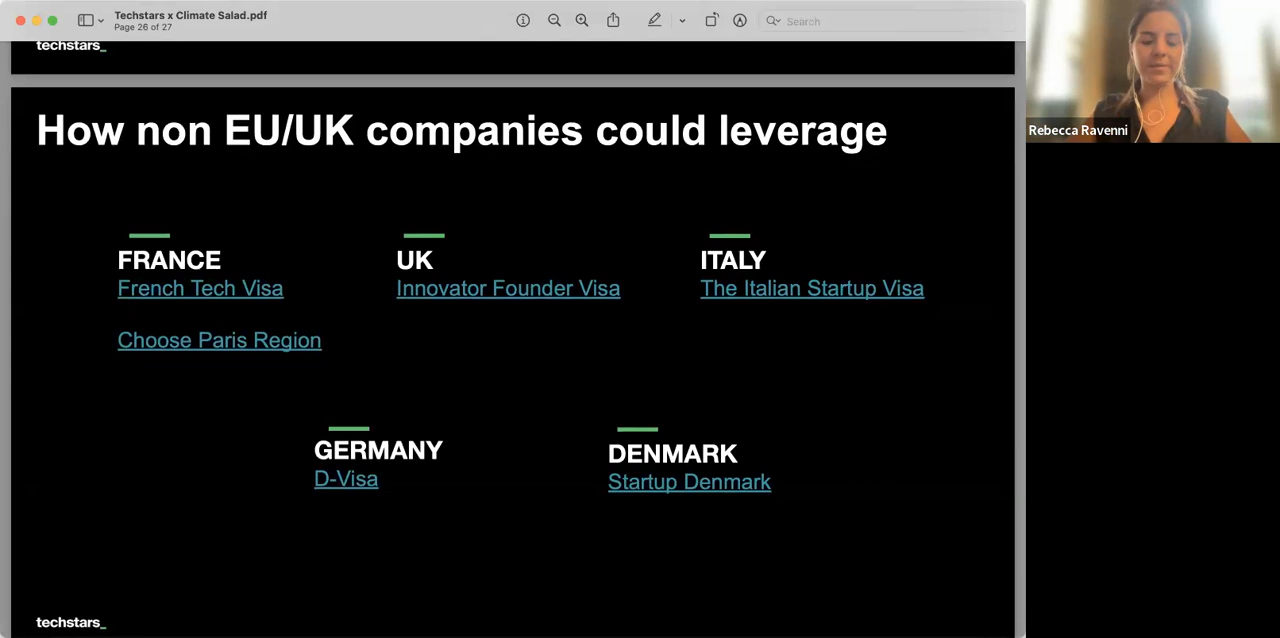 Techstars x Climate Salad.pdf
Page 26 of 27
Search
techstars_
Rebecca Ravenni
How non EU/UK companies could leverage
FRANCE
French Tech Visa
Choose Paris Region
UK
Innovator Founder Visa
ITALY
The Italian Startup Visa
GERMANY
D-Visa
DENMARK
Startup Denmark
techstars_